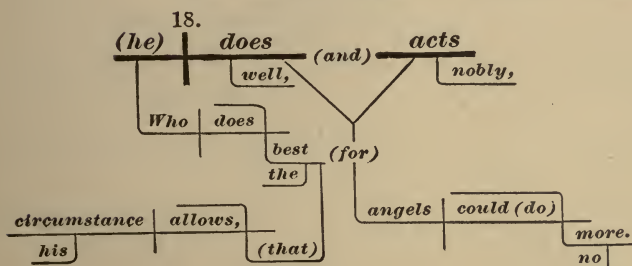 18.
(he) does (and) acts
well, nobly,
Who does
best (for)
the
circumstance allows, angels could (do)
his (that) more.
no